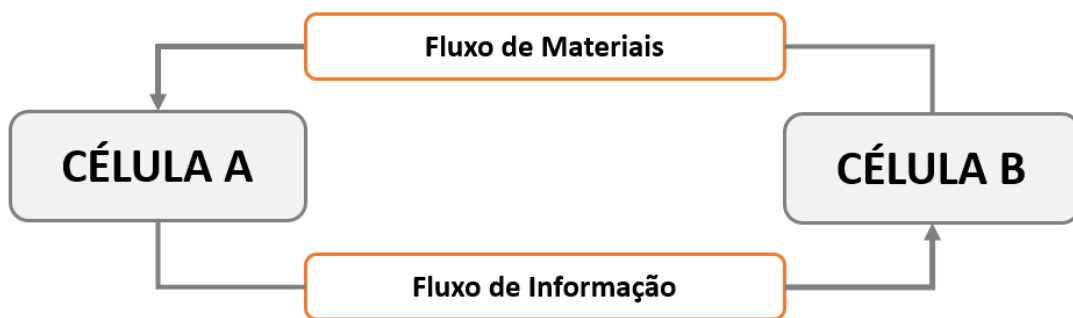 Fluxo de Materiais
CÉLULA A
CÉLULA B
Fluxo de Informação